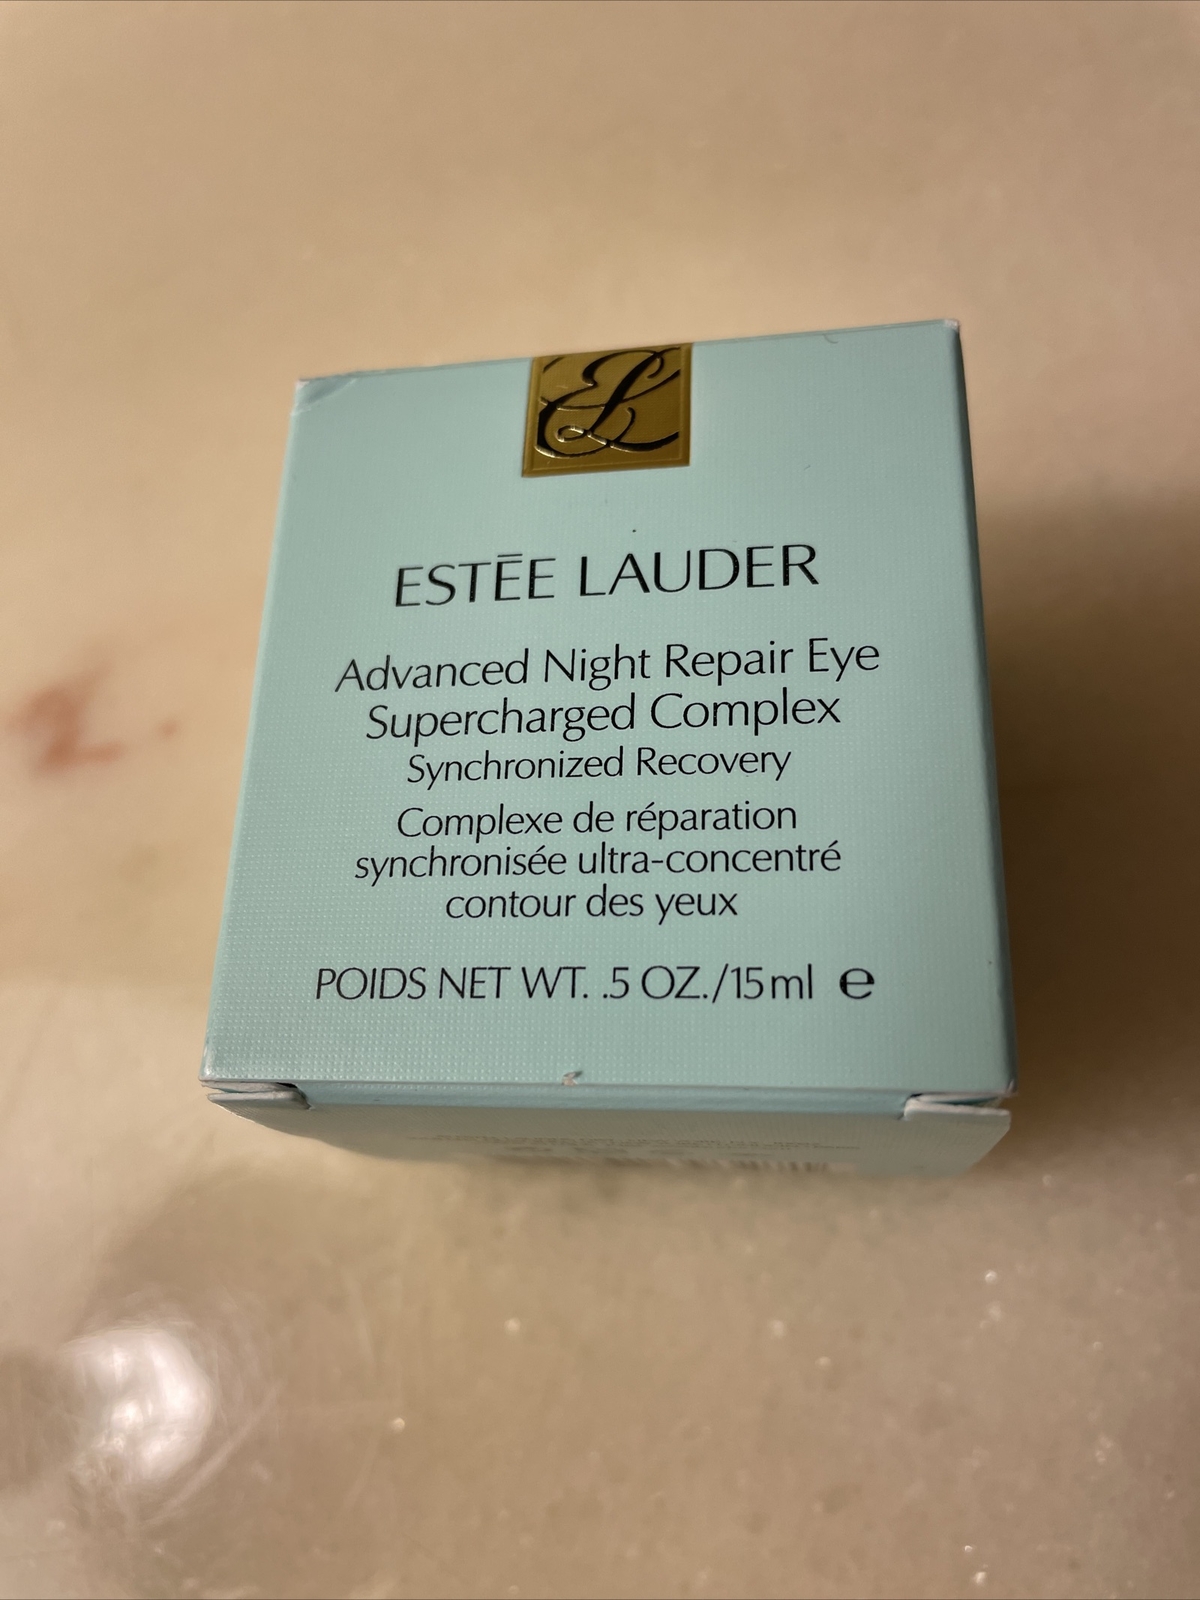 EL
ESTĒE LAUDER
Advanced Night Repair Eye
Supercharged Complex
Synchronized Recovery
Complexe de réparation
synchronisée ultra-concentré
contour des yeux
POIDS NET WT. .5 OZ./15ml ℮